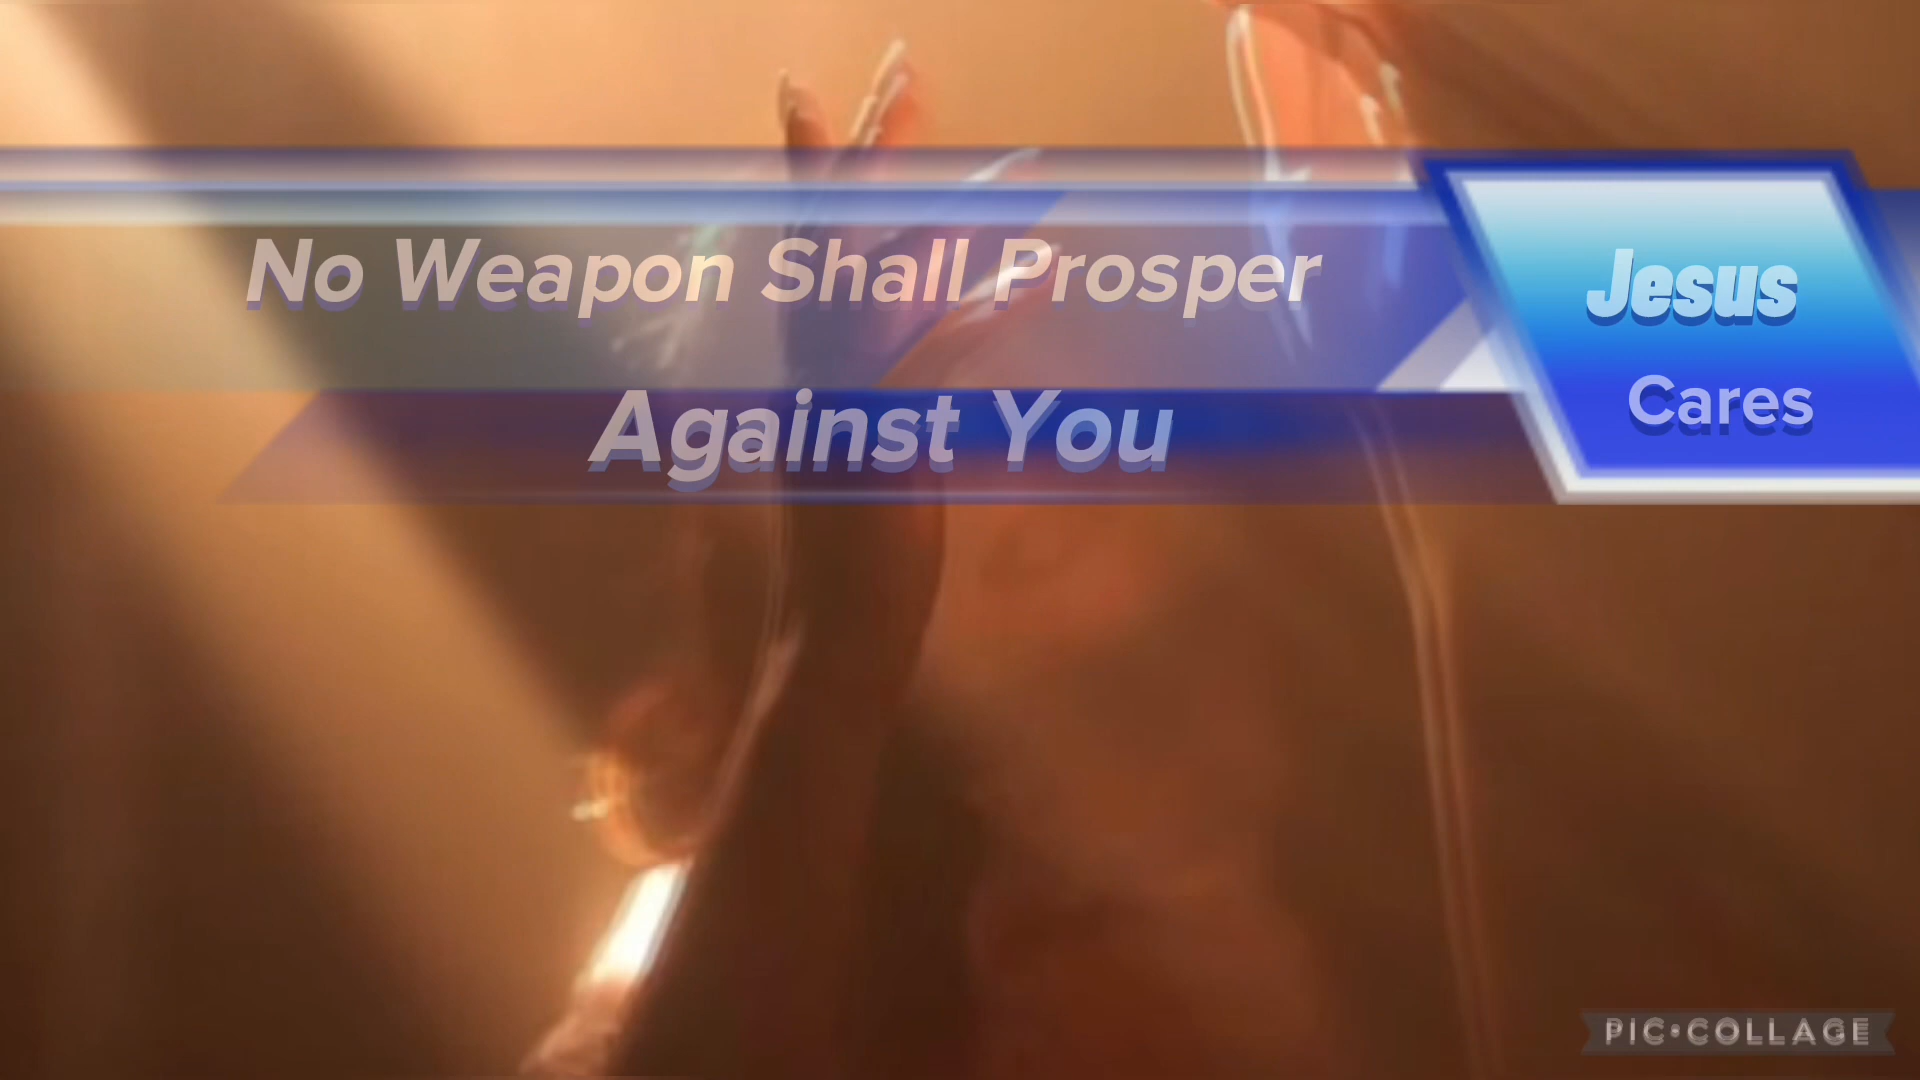 No Weapon Shall Prosper
Against You
Jesus
Cares
PIC•COLLAGE